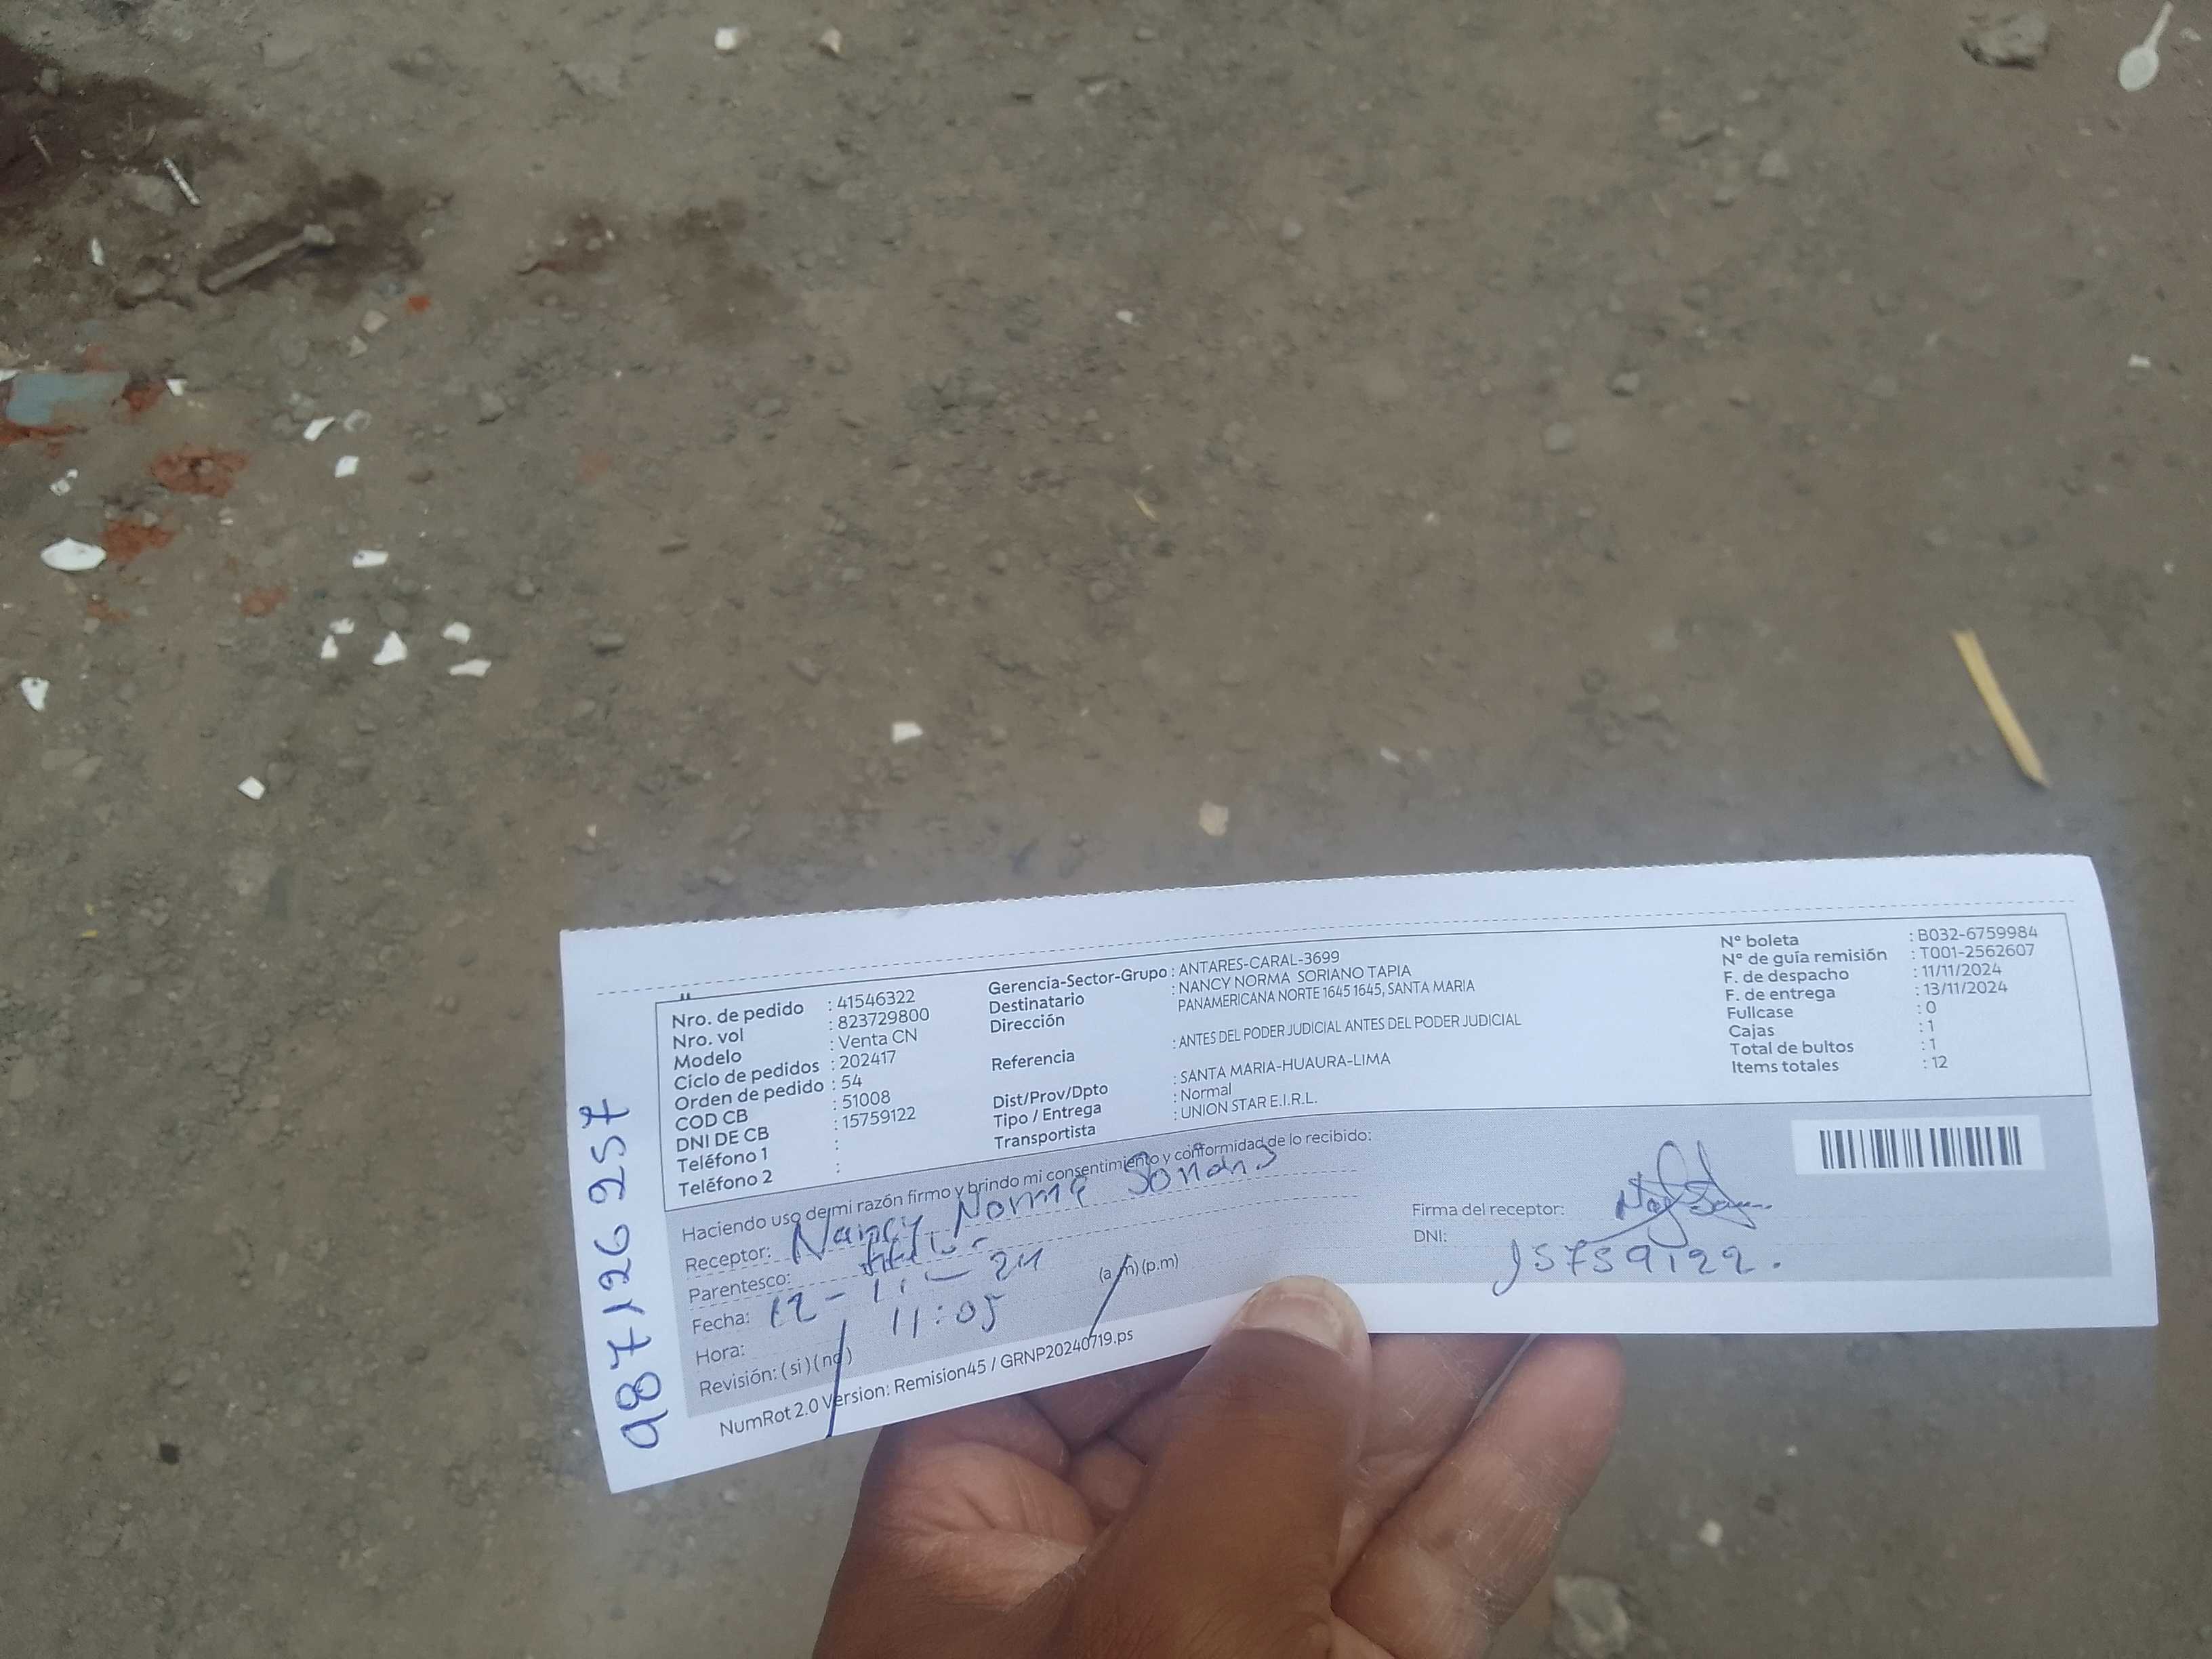 Nro. de pedido : 41546322
Nro. vol : 823729800
Modelo : Venta CN
Ciclo de pedidos : 202417
Orden de pedido : 54
COD CB : 51008
DNI DE CB : 15759122
Teléfono 1 :
Teléfono 2 :
Gerencia-Sector-Grupo : ANTARES-CARAL-3699
Destinatario : NANCY NORMA SORIANO TAPIA
Dirección PANAMERICANA NORTE 1645 1645, SANTA MARIA
Referencia : ANTES DEL PODER JUDICIAL ANTES DEL PODER JUDICIAL
Dist/Prov/Dpto : SANTA MARIA-HUAURA-LIMA
Tipo / Entrega : Normal
Transportista : UNION STAR E.I.R.L.
N° boleta : B032-6759984
N° de guía remisión : T001-2562607
F. de despacho : 11/11/2024
F. de entrega : 13/11/2024
Fullcase : 0
Cajas : 1
Total de bultos : 1
Items totales : 12
Haciendo uso de mi razón firmo y brindo mi consentimiento y conformidad de lo recibido:
Receptor: Nancy Norma
Parentesco:
Fecha: 12-11-24
Hora: 11:05 (a.m) (p.m)
Revisión: (si) (no)
Firma del receptor:
DNI: 15759122.
NumRot 2.0 Version: Remision45 / GRNP20240719.ps
987126257